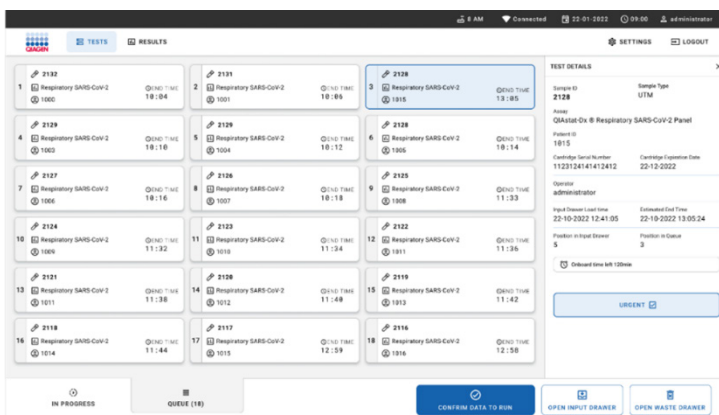 8 AM Connected 22-01-2022 09:00 administrator
QIAGEN TESTS RESULTS SETTINGS LOGOUT
1 2132
Respiratory SARS-CoV-2 END TIME
1000 10:04
2 2131
Respiratory SARS-CoV-2 END TIME
1001 10:06
3 2128
Respiratory SARS-CoV-2 END TIME
1015 13:05
4 2129
Respiratory SARS-CoV-2 END TIME
1003 10:10
5 2129
Respiratory SARS-CoV-2 END TIME
1004 10:12
6 2128
Respiratory SARS-CoV-2 END TIME
1005 10:14
7 2127
Respiratory SARS-CoV-2 END TIME
1006 10:16
8 2126
Respiratory SARS-CoV-2 END TIME
1007 10:18
9 2125
Respiratory SARS-CoV-2 END TIME
1008 11:33
10 2124
Respiratory SARS-CoV-2 END TIME
1009 11:32
11 2123
Respiratory SARS-CoV-2 END TIME
1010 11:34
12 2122
Respiratory SARS-CoV-2 END TIME
1011 11:36
13 2121
Respiratory SARS-CoV-2 END TIME
1011 11:38
14 2120
Respiratory SARS-CoV-2 END TIME
1012 11:40
15 2119
Respiratory SARS-CoV-2 END TIME
1013 11:42
16 2118
Respiratory SARS-CoV-2 END TIME
1014 11:44
17 2117
Respiratory SARS-CoV-2 END TIME
1015 12:59
18 2116
Respiratory SARS-CoV-2 END TIME
1016 12:58
TEST DETAILS
Sample ID Sample Type
2128 UTM
Assay
QIAstat-Dx ® Respiratory SARS-CoV-2 Panel
Patient ID
1015
Cartridge Serial Number Cartridge Expiration Date
1123124141412412 22-12-2022
Operator
administrator
Input Drawer Load time Estimated End Time
22-10-2022 12:41:05 22-10-2022 13:05:24
Position in Input Drawer Position in Queue
5 3
Onboard time left 120min
URGENT
IN PROGRESS QUEUE (18) CONFRIM DATA TO RUN OPEN INPUT DRAWER OPEN WASTE DRAWER